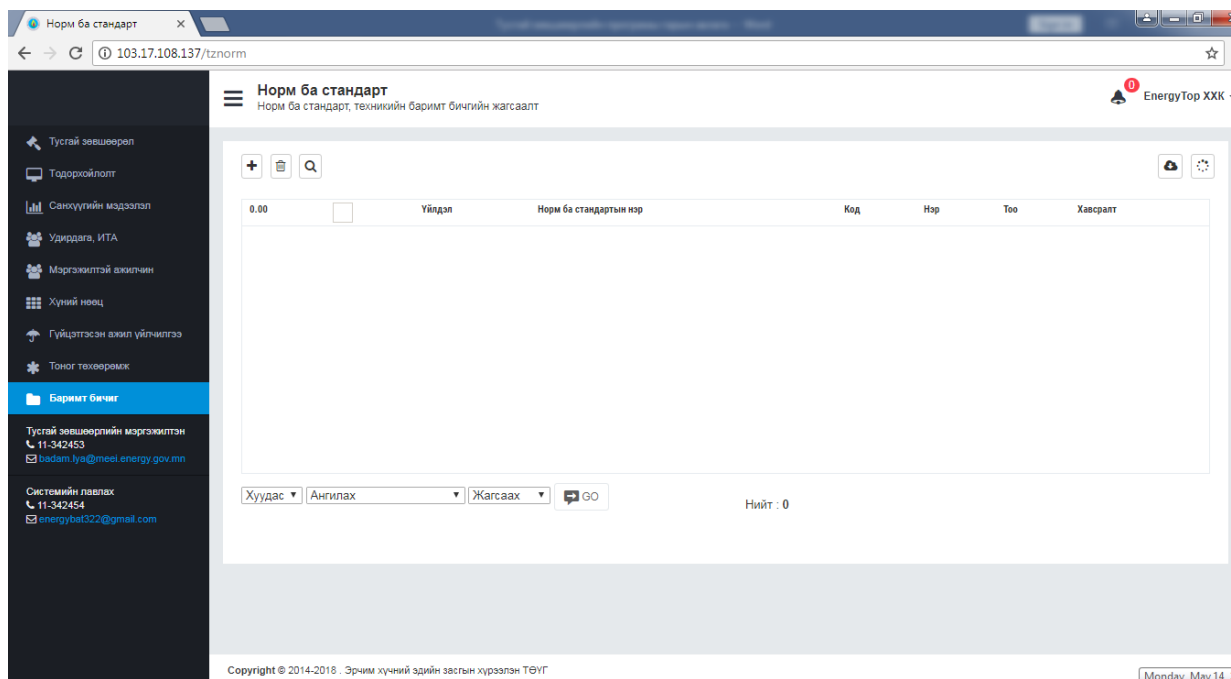 Норм ба стандарт
103.17.108.137/tznorm
Норм ба стандарт
Норм ба стандарт, техникийн баримт бичгийн жагсаалт
0
EnergyTop ХХК
Тусгай зөвшөөрөл
Тодорхойлолт
Санхүүгийн мэдээлэл
Удирдага, ИТА
Мэргэжилтэй ажилчин
Хүний нөөц
Гүйцэтгэсэн ажил үйлчилгээ
Тоног төхөөрөмж
Баримт бичиг
Тусгай зөвшөөрлийн мэргэжилтэн
11-342453
badam.lya@meei.energy.gov.mn
Системийн лавлах
11-342454
energybat322@gmail.com
0.00 Үйлдэл Норм ба стандартын нэр Код Нэр Тоо Хавсралт
Хуудас Ангилах Жагсаах GO
Нийт : 0
Copyright © 2014-2018 . Эрчим хүчний эдийн засгын хүрээлэн ТӨҮГ
Monday, May 14